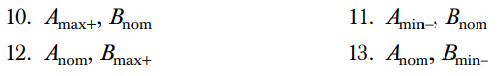 10. A_max+, B_nom 11. A_min–, B_nom
12. A_nom, B_max+ 13. A_nom, B_min–